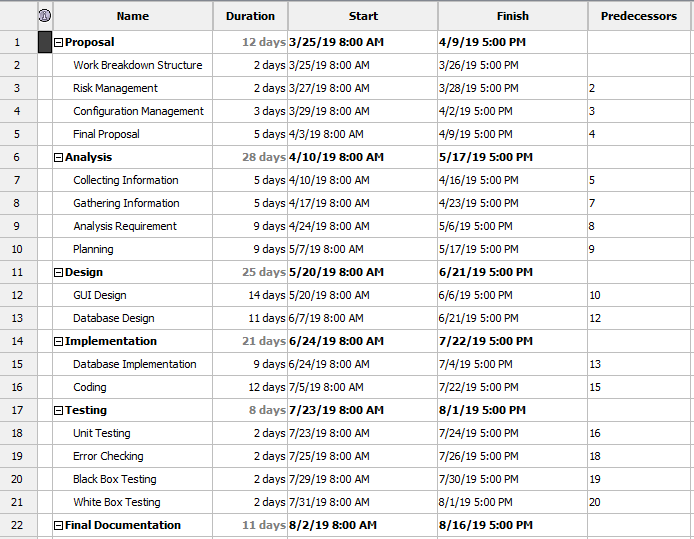 Name Duration Start Finish Predecessors
1 Proposal 12 days 3/25/19 8:00 AM 4/9/19 5:00 PM
2 Work Breakdown Structure 2 days 3/25/19 8:00 AM 3/26/19 5:00 PM
3 Risk Management 2 days 3/27/19 8:00 AM 3/28/19 5:00 PM 2
4 Configuration Management 3 days 3/29/19 8:00 AM 4/2/19 5:00 PM 3
5 Final Proposal 5 days 4/3/19 8:00 AM 4/9/19 5:00 PM 4
6 Analysis 28 days 4/10/19 8:00 AM 5/17/19 5:00 PM
7 Collecting Information 5 days 4/10/19 8:00 AM 4/16/19 5:00 PM 5
8 Gathering Information 5 days 4/17/19 8:00 AM 4/23/19 5:00 PM 7
9 Analysis Requirement 9 days 4/24/19 8:00 AM 5/6/19 5:00 PM 8
10 Planning 9 days 5/7/19 8:00 AM 5/17/19 5:00 PM 9
11 Design 25 days 5/20/19 8:00 AM 6/21/19 5:00 PM
12 GUI Design 14 days 5/20/19 8:00 AM 6/6/19 5:00 PM 10
13 Database Design 11 days 6/7/19 8:00 AM 6/21/19 5:00 PM 12
14 Implementation 21 days 6/24/19 8:00 AM 7/22/19 5:00 PM
15 Database Implementation 9 days 6/24/19 8:00 AM 7/4/19 5:00 PM 13
16 Coding 12 days 7/5/19 8:00 AM 7/22/19 5:00 PM 15
17 Testing 8 days 7/23/19 8:00 AM 8/1/19 5:00 PM
18 Unit Testing 2 days 7/23/19 8:00 AM 7/24/19 5:00 PM 16
19 Error Checking 2 days 7/25/19 8:00 AM 7/26/19 5:00 PM 18
20 Black Box Testing 2 days 7/29/19 8:00 AM 7/30/19 5:00 PM 19
21 White Box Testing 2 days 7/31/19 8:00 AM 8/1/19 5:00 PM 20
22 Final Documentation 11 days 8/2/19 8:00 AM 8/16/19 5:00 PM